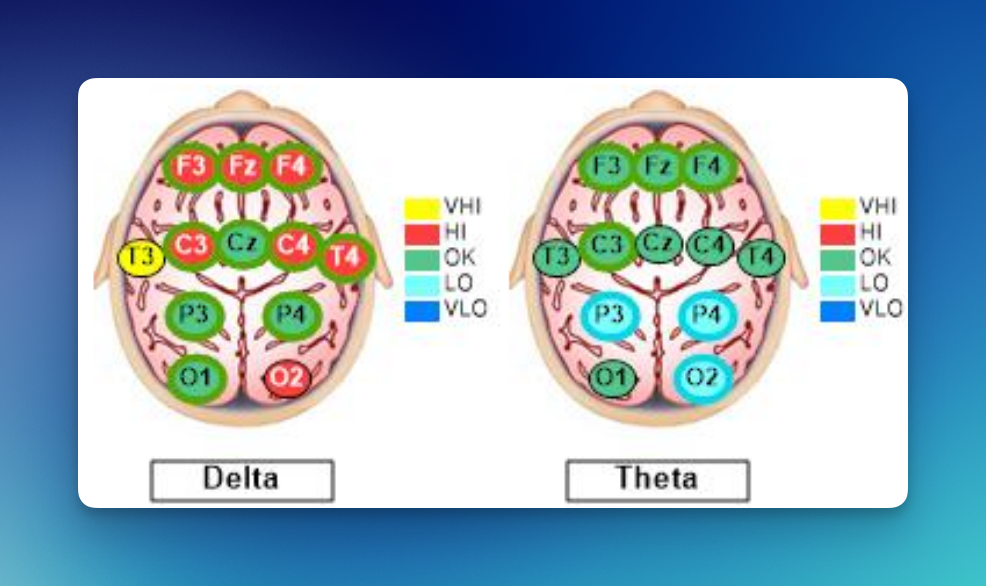 F3 Fz F4
T3 C3 Cz C4 T4
P3 P4
O1 O2
VHI
HI
OK
LO
VLO
Delta
F3 Fz F4
T3 C3 Cz C4 T4
P3 P4
O1 O2
VHI
HI
OK
LO
VLO
Theta